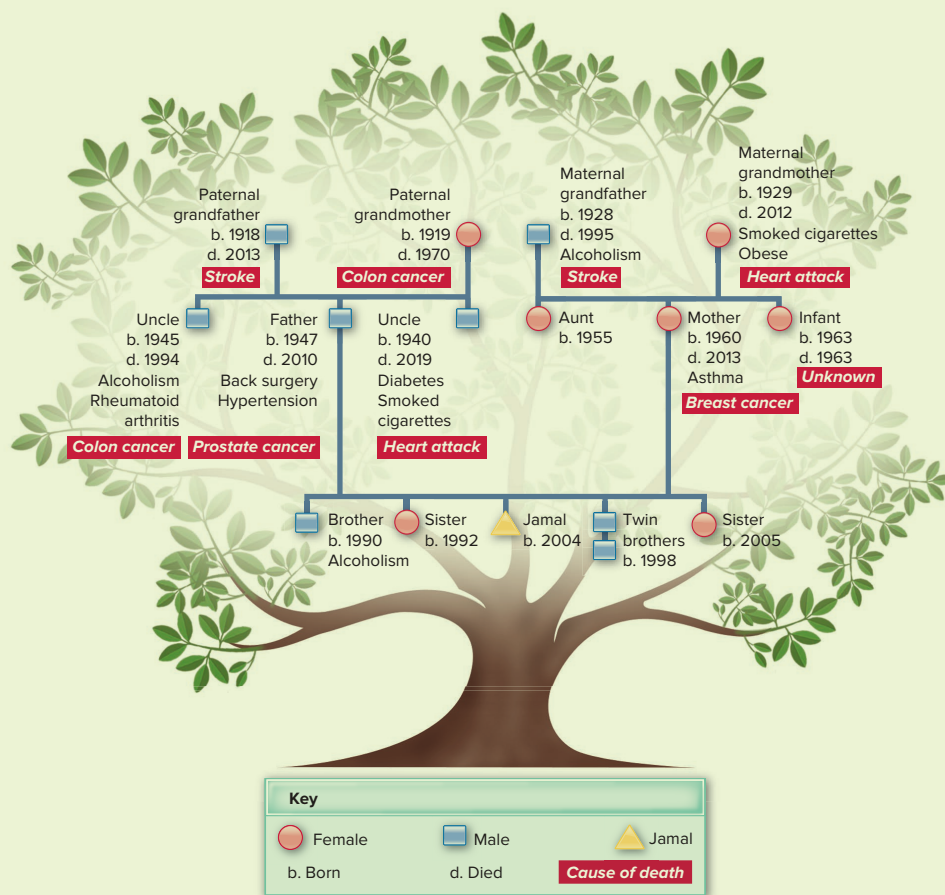 Paternal
grandfather
b. 1918
d. 2013
Stroke
Paternal
grandmother
b. 1919
d. 1970
Colon cancer
Maternal
grandfather
b. 1928
d. 1995
Alcoholism
Stroke
Maternal
grandmother
b. 1929
d. 2012
Smoked cigarettes
Obese
Heart attack
Uncle
b. 1945
d. 1994
Alcoholism
Rheumatoid
arthritis
Colon cancer
Father
b. 1947
d. 2010
Back surgery
Hypertension
Prostate cancer
Uncle
b. 1940
d. 2019
Diabetes
Smoked
cigarettes
Heart attack
Aunt
b. 1955
Mother
b. 1960
d. 2013
Asthma
Breast cancer
Infant
b. 1963
d. 1963
Unknown
Brother
b. 1990
Alcoholism
Sister
b. 1992
Jamal
b. 2004
Twin
brothers
b. 1998
Sister
b. 2005
Key
Female
Male
Jamal
b. Born
d. Died
Cause of death